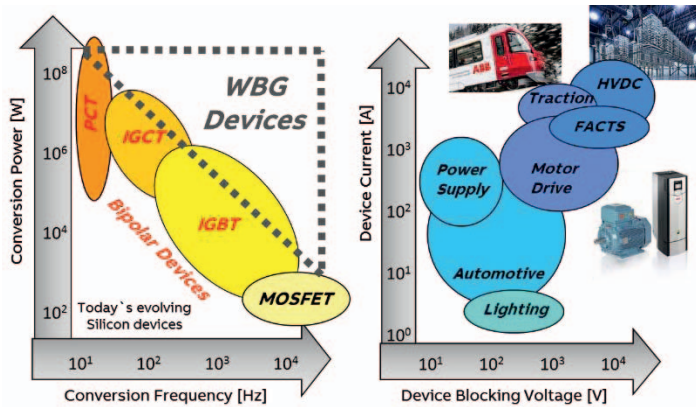 Conversion Power [W]
10⁸
10⁶
10⁴
10²
PCT
IGCT
IGBT
MOSFET
WBG
Devices
Bipolar Devices
Today`s evolving
Silicon devices
10¹
10²
10³
10⁴
Conversion Frequency [Hz]
ABB
Device Current [A]
10⁴
10³
10²
10¹
10⁰
HVDC
Traction
FACTS
Power
Supply
Motor
Drive
Automotive
Lighting
10¹
10²
10³
10⁴
Device Blocking Voltage [V]